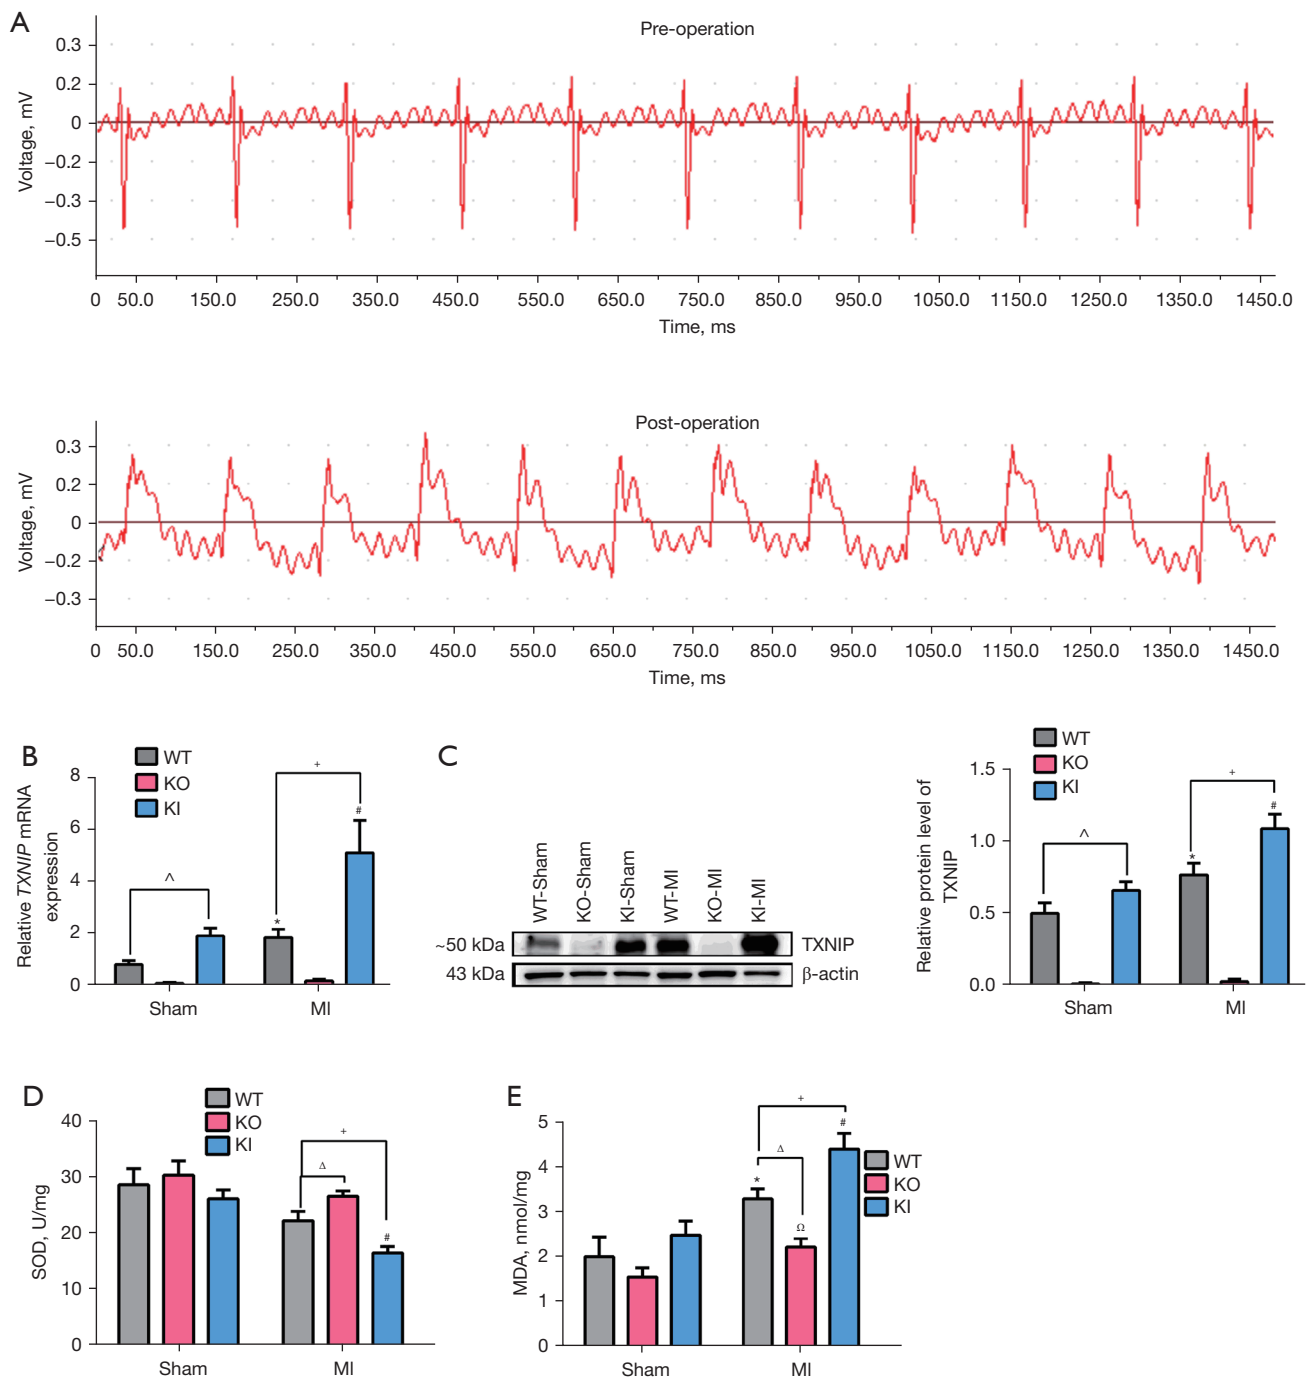 A
Pre-operation
Voltage, mV
0.3
0.2
0
−0.2
−0.3
−0.5
0 50.0 150.0 250.0 350.0 450.0 550.0 650.0 750.0 850.0 950.0 1050.0 1150.0 1250.0 1350.0 1450.0
Time, ms
Post-operation
Voltage, mV
0.3
0.2
0
−0.2
−0.3
0 50.0 150.0 250.0 350.0 450.0 550.0 650.0 750.0 850.0 950.0 1050.0 1150.0 1250.0 1350.0 1450.0
Time, ms
B
WT
KO
KI
Relative TXNIP mRNA
expression
8
6
4
2
0
^
*
+
#
Sham MI
C
WT-Sham
KO-Sham
KI-Sham
WT-MI
KO-MI
KI-MI
~50 kDa TXNIP
43 kDa β-actin
WT
KO
KI
Relative protein level of
TXNIP
1.5
1.0
0.5
0.0
^
*
+
#
Sham MI
D
WT
KO
KI
SOD, U/mg
40
30
20
10
0
+
Δ
#
Sham MI
E
WT
KO
KI
MDA, nmol/mg
5
4
3
2
1
0
+
#
Δ
*
Ω
Sham MI